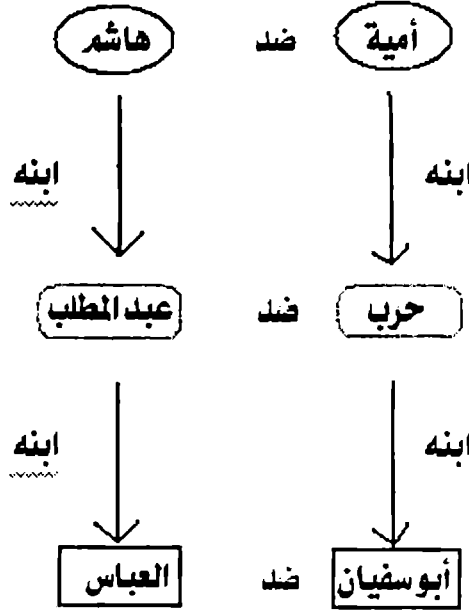 أمية ضد هاشم
ابنه ابنه
حرب ضد عبد المطلب
ابنه ابنه
أبو سفيان ضد العباس